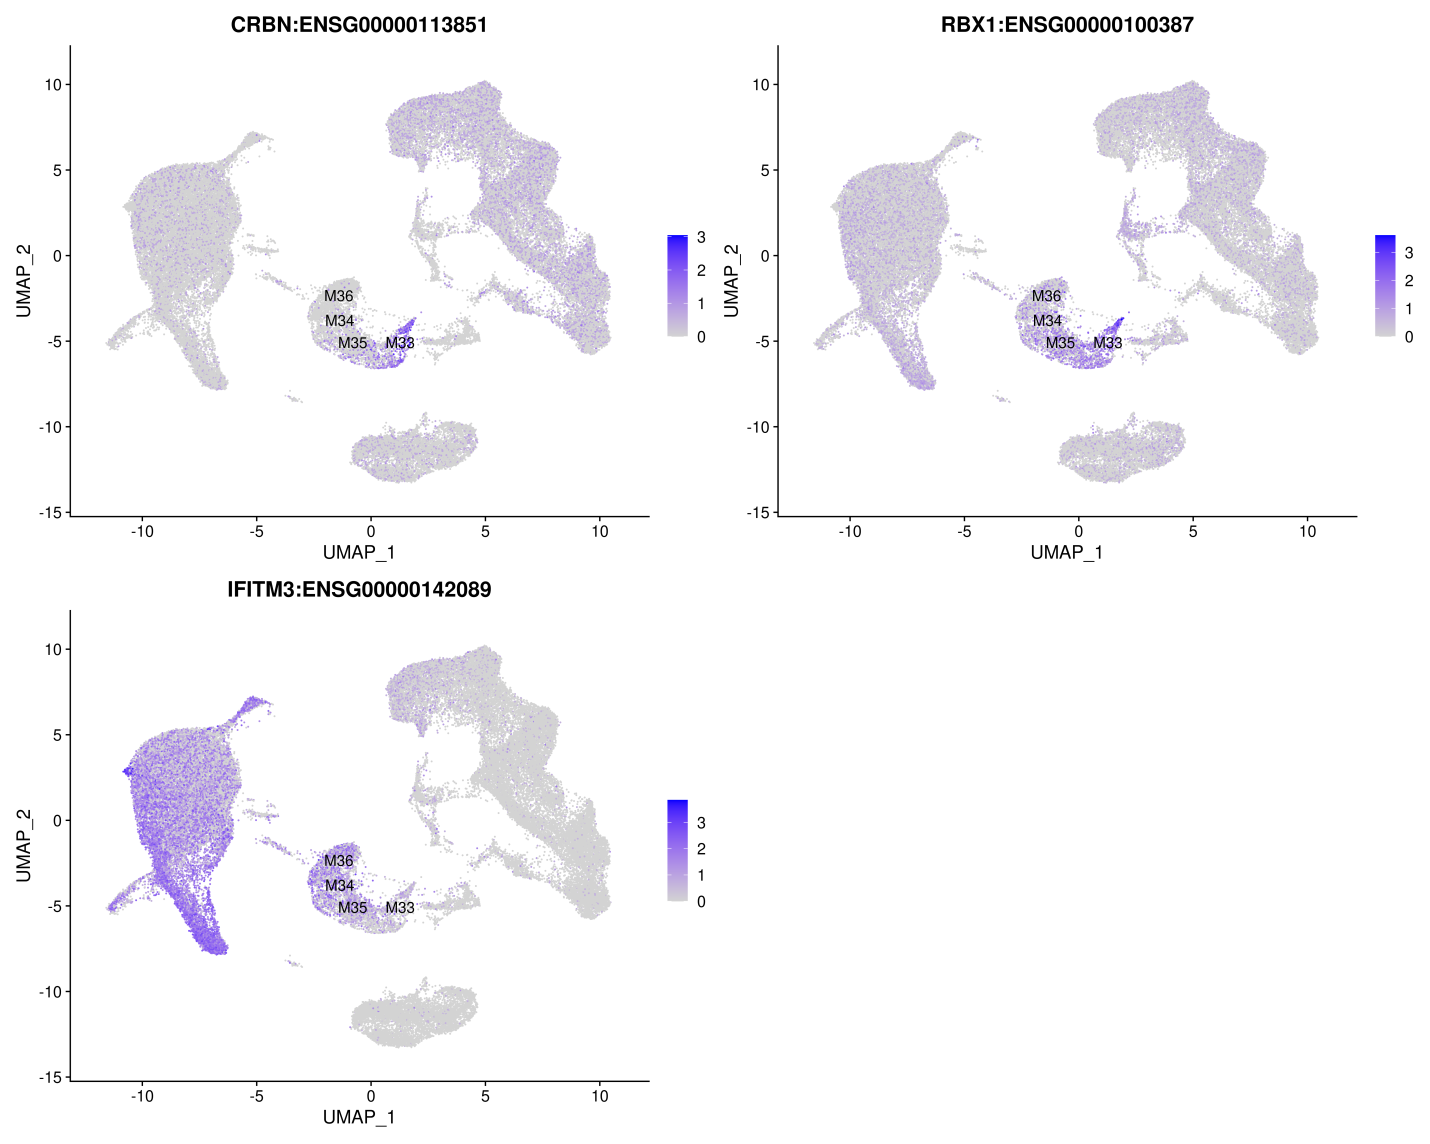 CRBN:ENSG00000113851
UMAP_2
10
5
0
-5
-10
-15
M36
M34
M35
M33
3
2
1
0
-10
-5
0
5
10
UMAP_1
RBX1:ENSG00000100387
UMAP_2
10
5
0
-5
-10
-15
M36
M34
M35
M33
3
2
1
0
-10
-5
0
5
10
UMAP_1
IFITM3:ENSG00000142089
UMAP_2
10
5
0
-5
-10
-15
M36
M34
M35
M33
3
2
1
0
-10
-5
0
5
10
UMAP_1